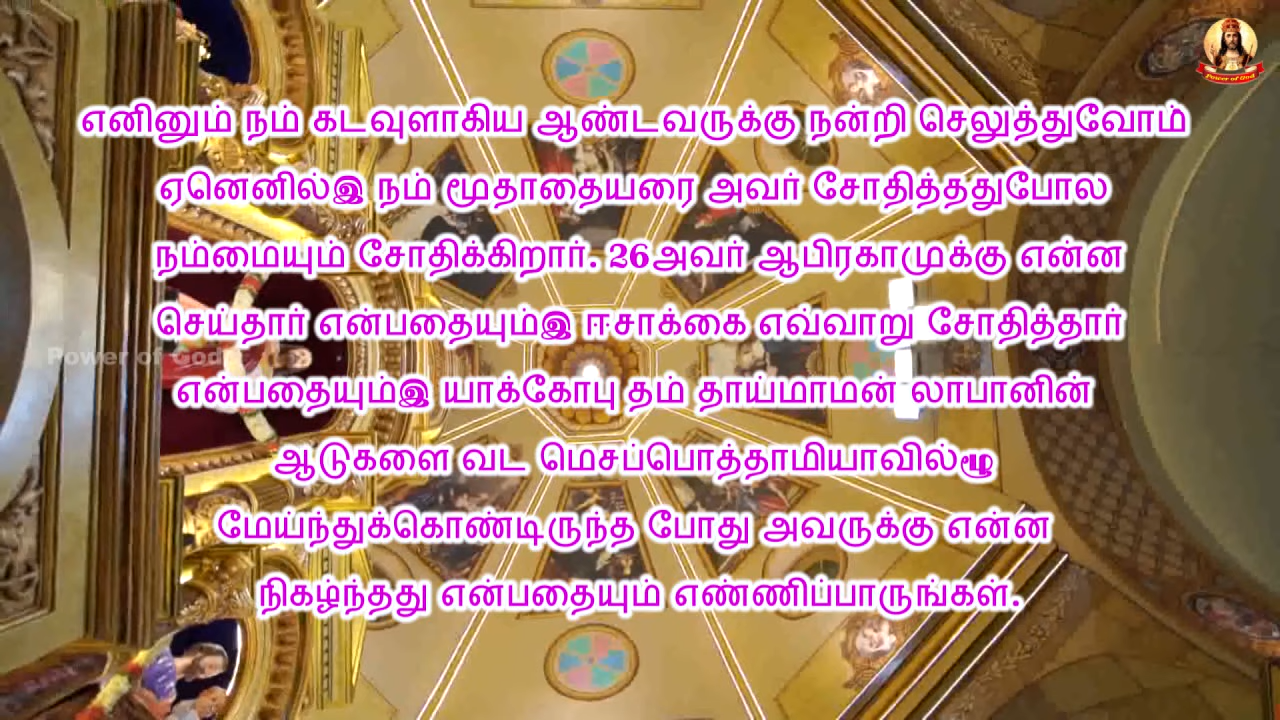 எனினும் நம் கடவுளாகிய ஆண்டவருக்கு நன்றி செலுத்துவோம்
ஏனெனில்இ நம் மூதாதையரை அவர் சோதித்ததுபோல
நம்மையும் சோதிக்கிறார். 26அவர் ஆபிரகாமுக்கு என்ன
செய்தார் என்பதையும்இ ஈசாக்கை எவ்வாறு சோதித்தார்
என்பதையும்இ யாக்கோபு தம் தாய்மாமன் லாபானின்
ஆடுகளை வட மெசப்பொத்தாமியாவில்ழூ
மேய்ந்துக்கொண்டிருந்த போது அவருக்கு என்ன
நிகழ்ந்தது என்பதையும் எண்ணிப்பாருங்கள்.
Power of God
Power of God